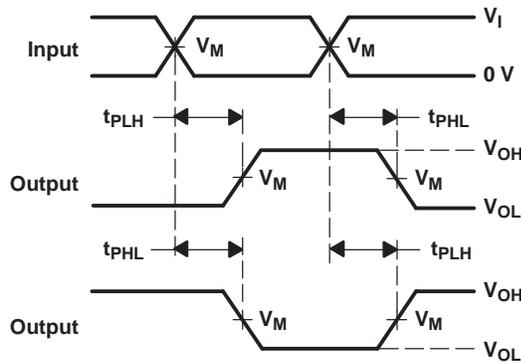 V_I
Input V_M V_M
0 V
t_PLH t_PHL
V_OH
Output V_M V_M
V_OL
t_PHL t_PLH
V_OH
Output V_M V_M
V_OL